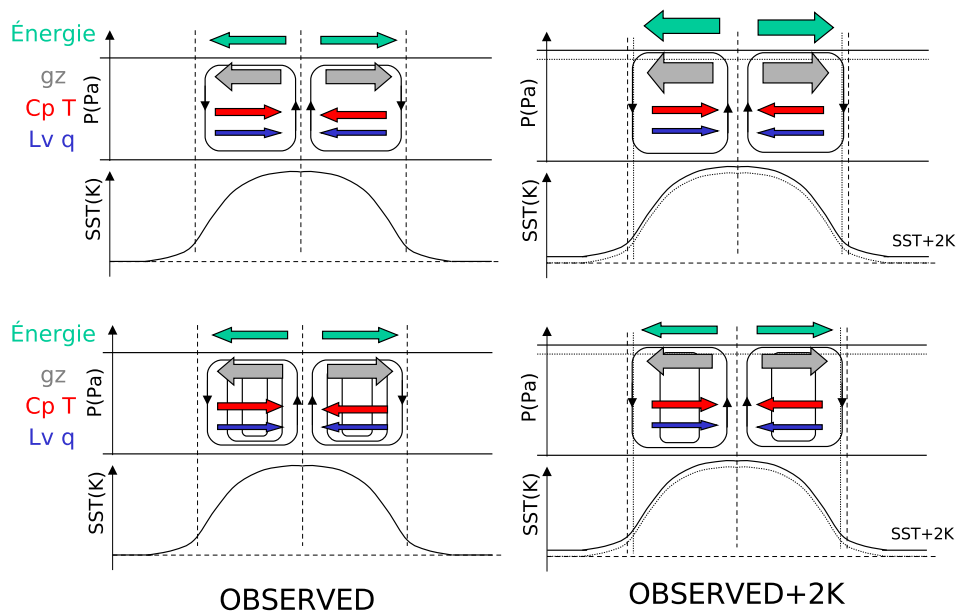 Énergie
gz
Cp T
Lv q
P(Pa)
SST(K)
P(Pa)
SST(K)
SST+2K
Énergie
gz
Cp T
Lv q
P(Pa)
SST(K)
OBSERVED
P(Pa)
SST(K)
SST+2K
OBSERVED+2K